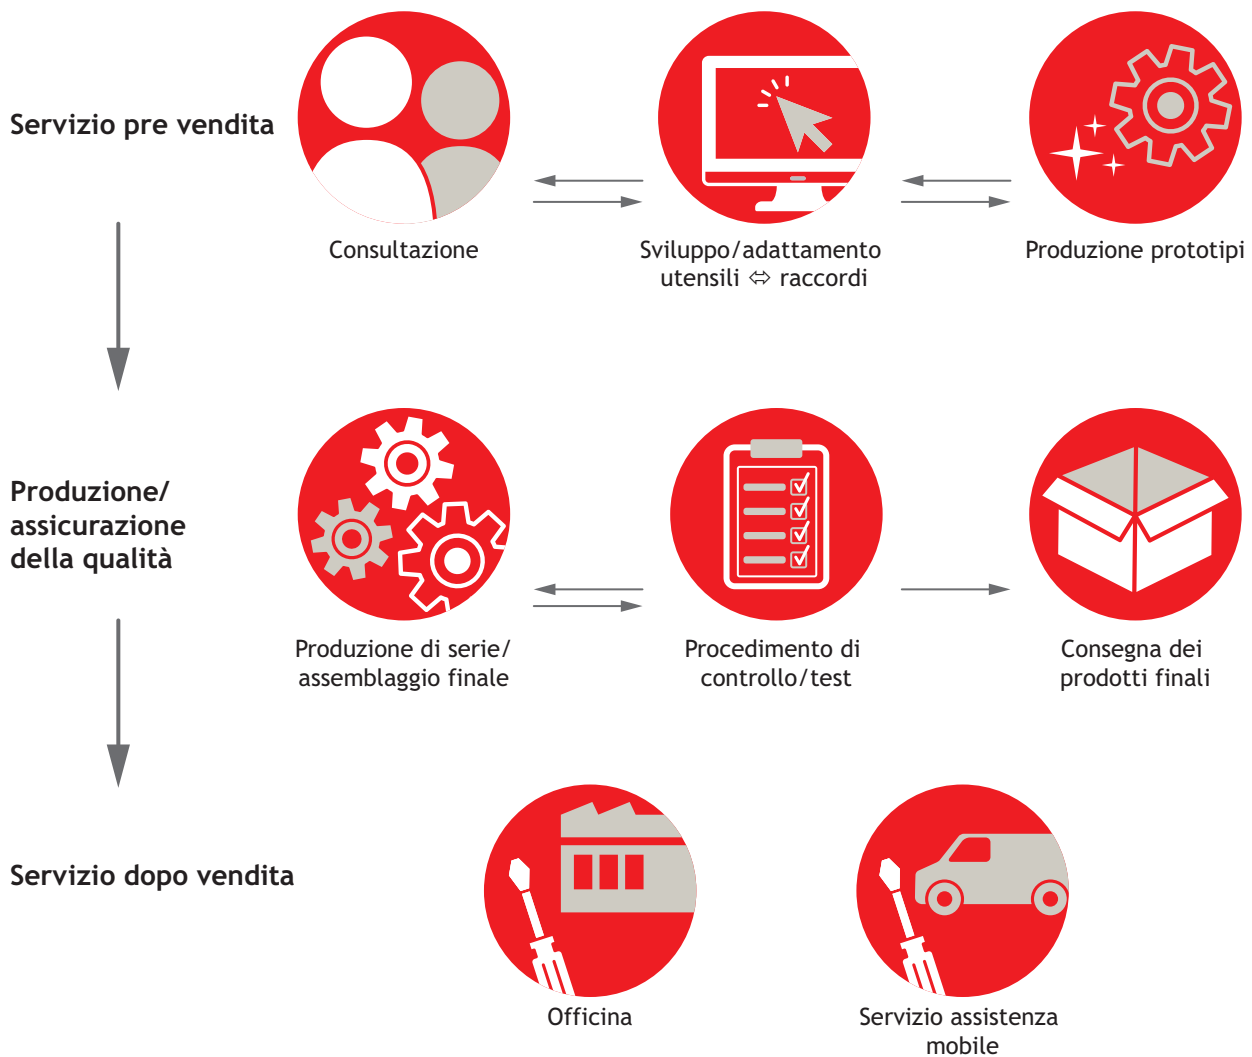 Servizio pre vendita
Consultazione
Sviluppo/adattamento
utensili ⬄ raccordi
Produzione prototipi
Produzione/
assicurazione
della qualità
Produzione di serie/
assemblaggio finale
Procedimento di
controllo/test
Consegna dei
prodotti finali
Servizio dopo vendita
Officina
Servizio assistenza
mobile